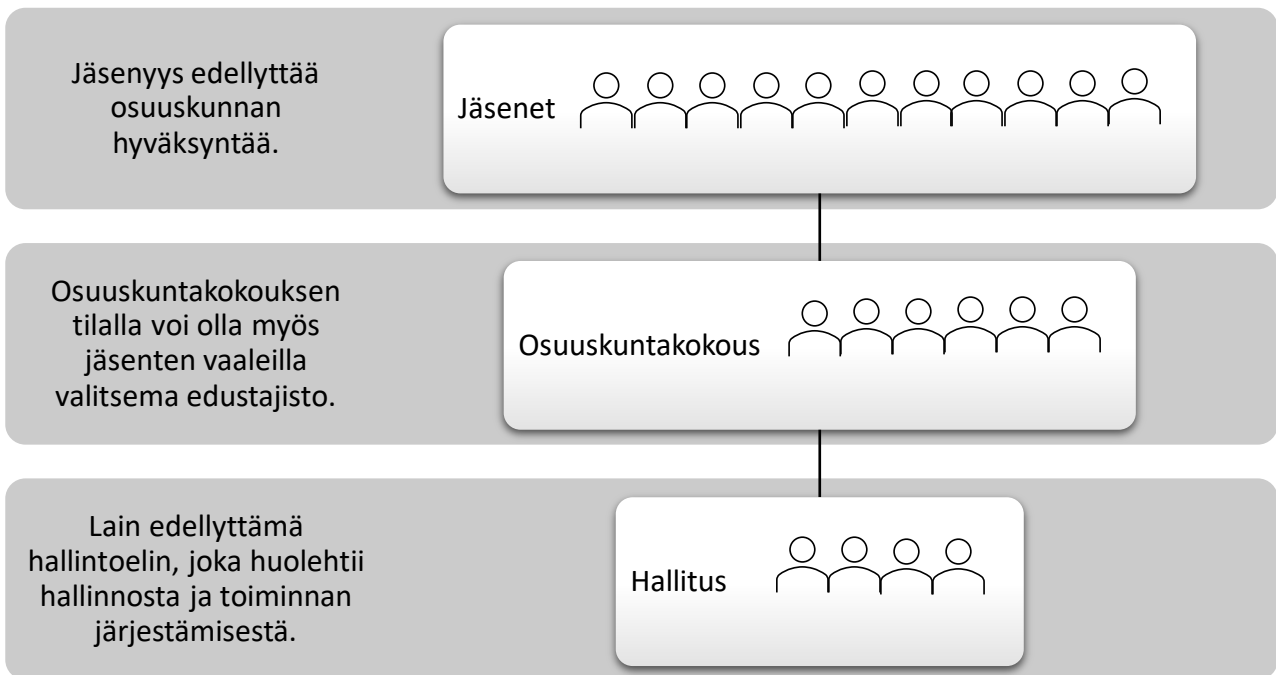 Jäsenyys edellyttää
osuuskunnan
hyväksyntää.
Jäsenet
Osuuskuntakokouksen
tilalla voi olla myös
jäsenten vaaleilla
valitsema edustajisto.
Osuuskuntakokous
Lain edellyttämä
hallintoelin, joka huolehtii
hallinnosta ja toiminnan
järjestämisestä.
Hallitus